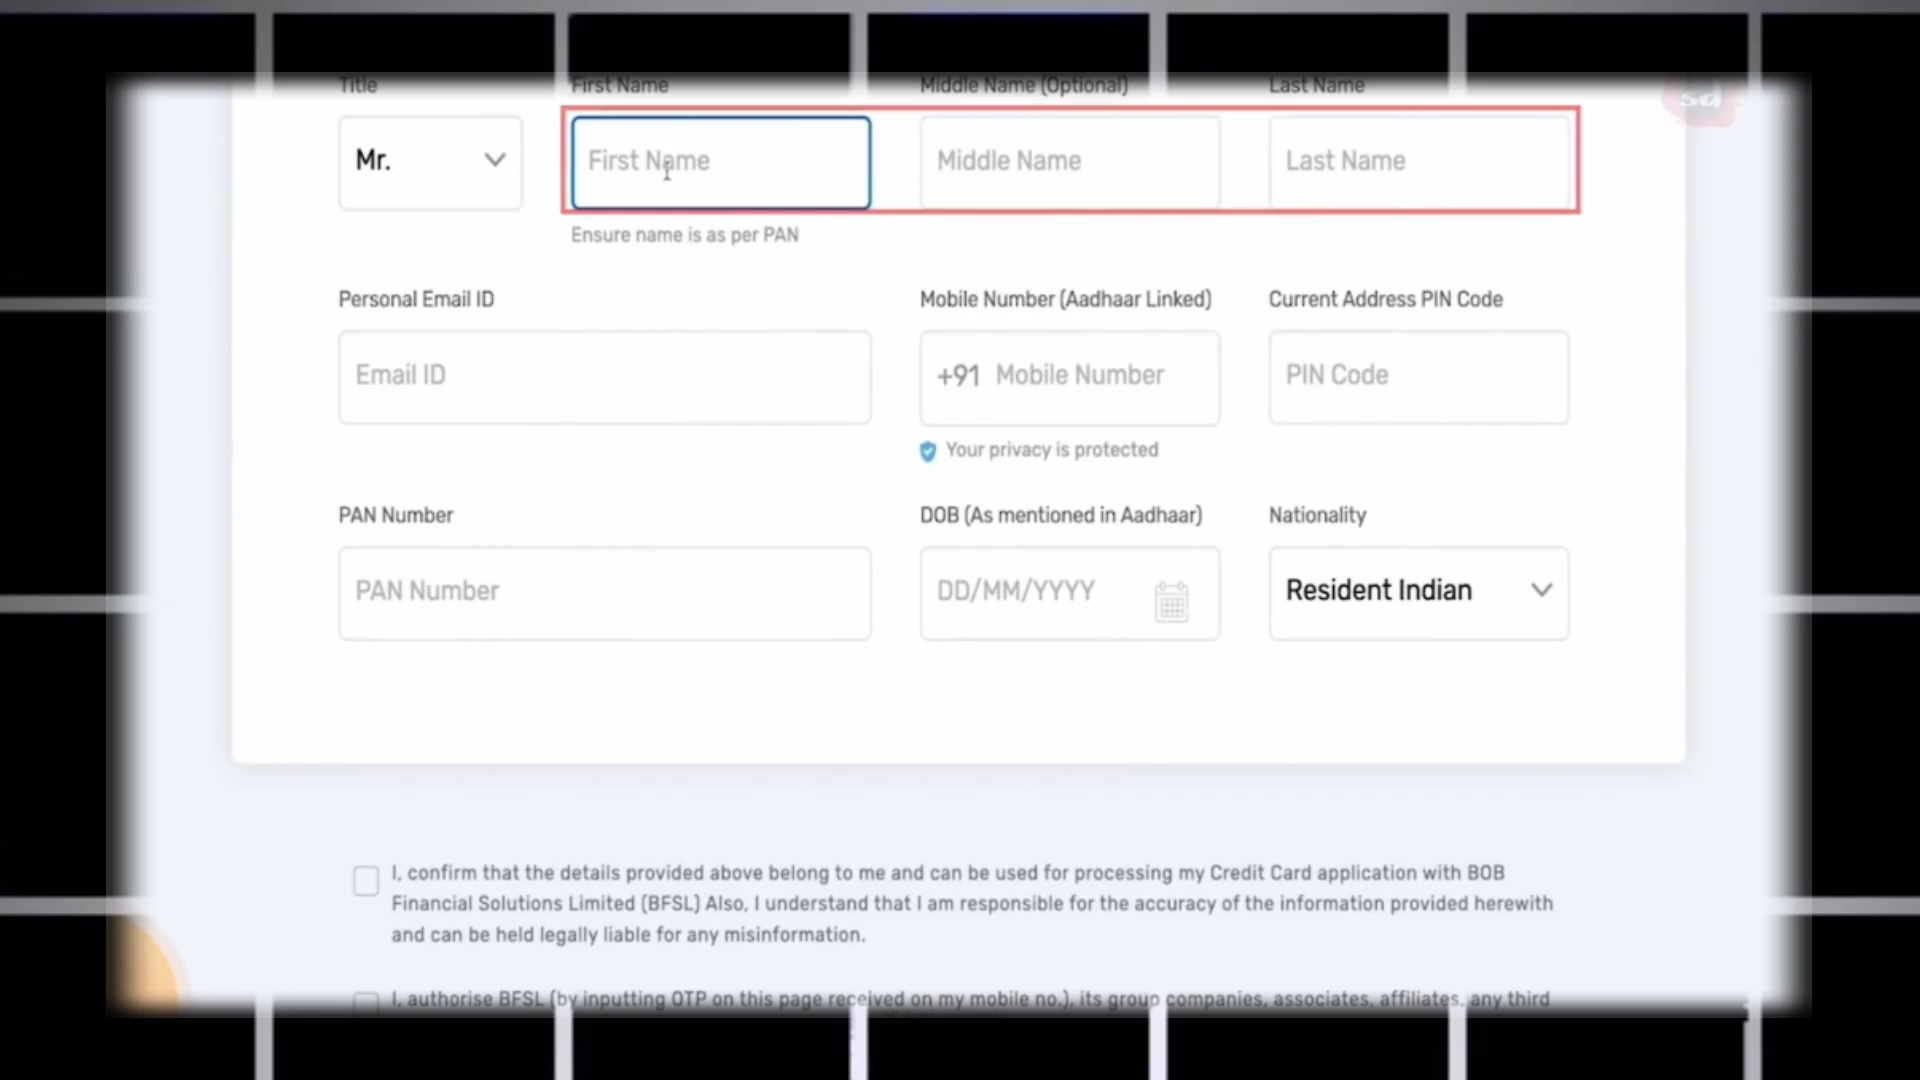 Title First Name Middle Name (Optional) Last Name
sd
Mr. First Name Middle Name Last Name
Ensure name is as per PAN
Personal Email ID Mobile Number (Aadhaar Linked) Current Address PIN Code
Email ID +91 Mobile Number PIN Code
Your privacy is protected
PAN Number DOB (As mentioned in Aadhaar) Nationality
PAN Number DD/MM/YYYY Resident Indian
I, confirm that the details provided above belong to me and can be used for processing my Credit Card application with BOB
Financial Solutions Limited (BFSL) Also, I understand that I am responsible for the accuracy of the information provided herewith
and can be held legally liable for any misinformation.
I, authorise BFSL (by inputting OTP on this page received on my mobile no.), its group companies, associates, affiliates, any third